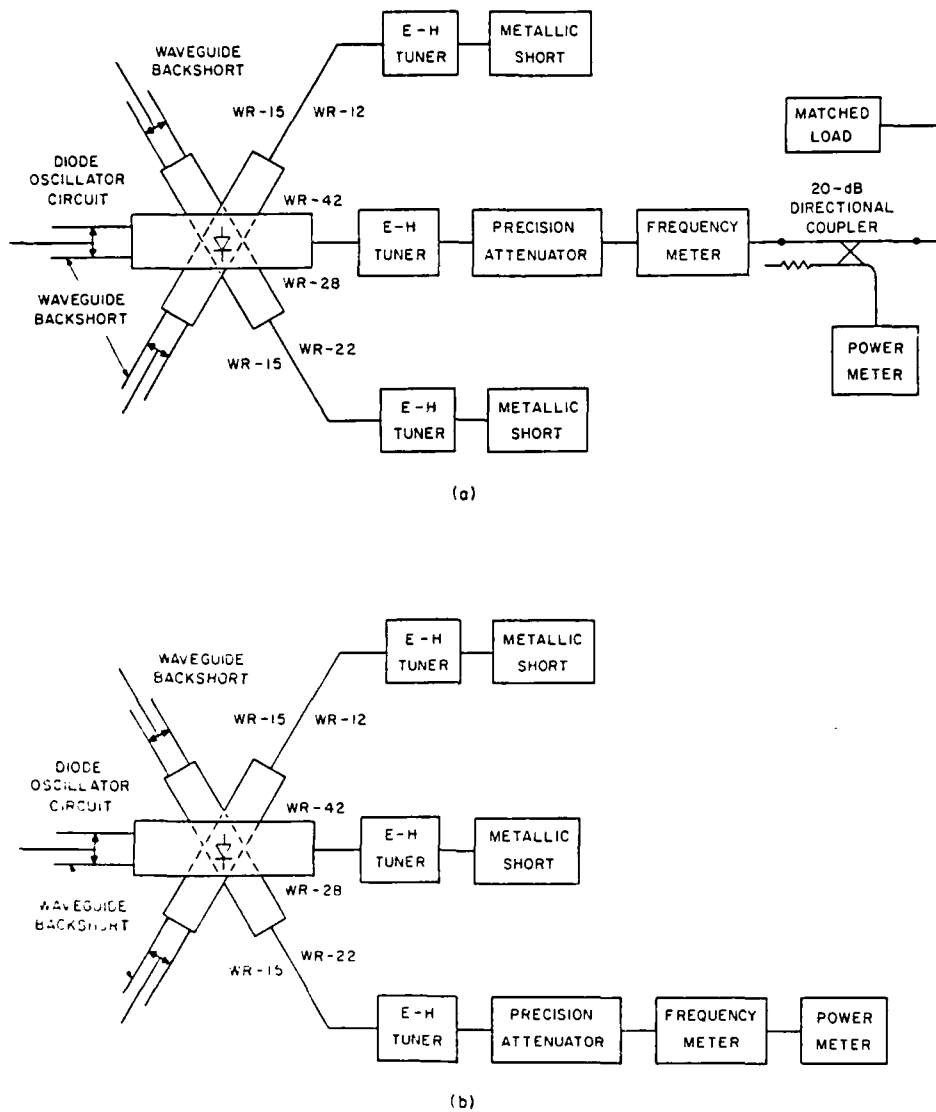 WAVEGUIDE
BACKSHORT
E-H
TUNER
METALLIC
SHORT
WR-15
WR-12
MATCHED
LOAD
DIODE
OSCILLATOR
CIRCUIT
WR-42
20-dB
DIRECTIONAL
COUPLER
E-H
TUNER
PRECISION
ATTENUATOR
FREQUENCY
METER
WR-28
WAVEGUIDE
BACKSHORT
WR-22
WR-15
POWER
METER
E-H
TUNER
METALLIC
SHORT
(a)
WAVEGUIDE
BACKSHORT
E-H
TUNER
METALLIC
SHORT
WR-15
WR-12
DIODE
OSCILLATOR
CIRCUIT
WR-42
E-H
TUNER
METALLIC
SHORT
WR-28
WAVEGUIDE
BACKSHORT
WR-22
WR-15
E-H
TUNER
PRECISION
ATTENUATOR
FREQUENCY
METER
POWER
METER
(b)